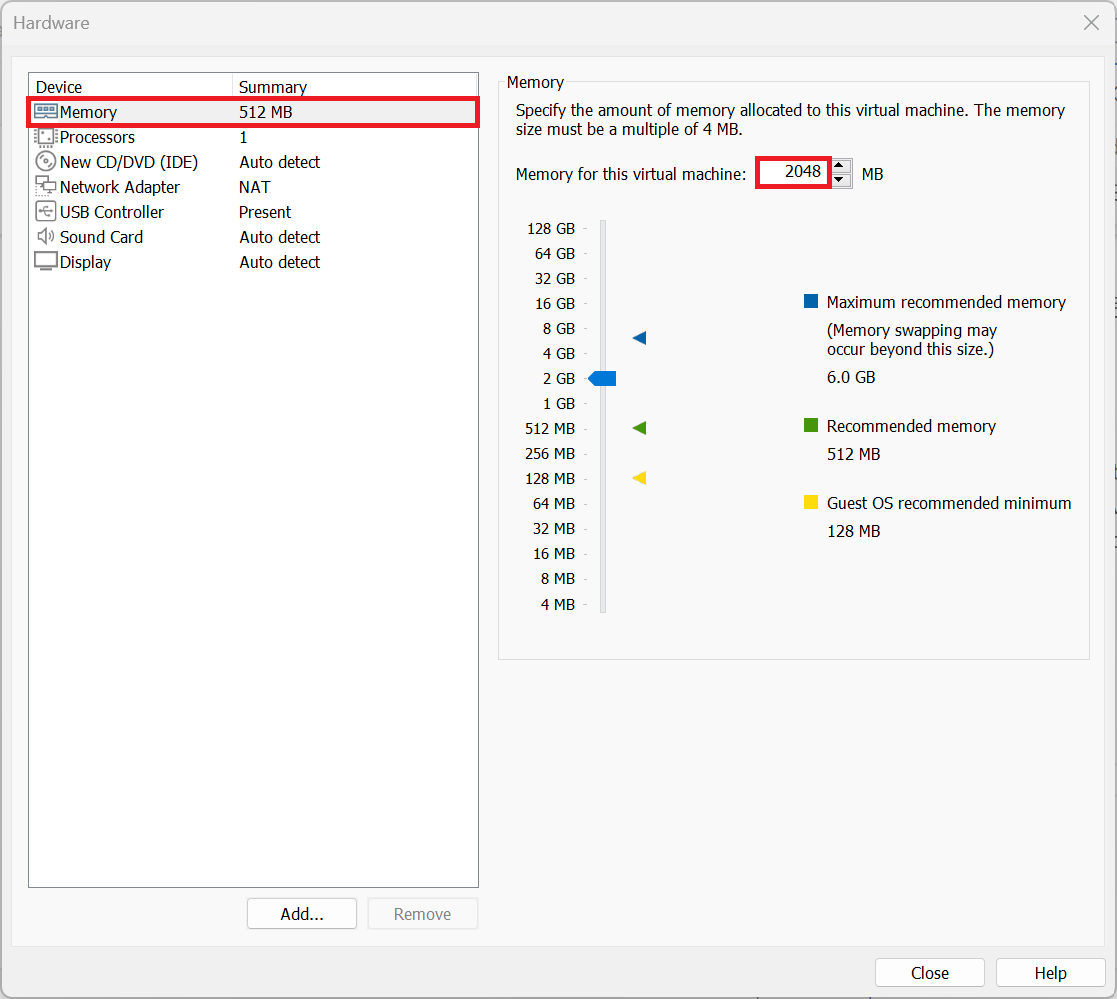 Hardware
Device Summary
Memory 512 MB
Processors 1
New CD/DVD (IDE) Auto detect
Network Adapter NAT
USB Controller Present
Sound Card Auto detect
Display Auto detect
Add...
Remove
Memory
Specify the amount of memory allocated to this virtual machine. The memory
size must be a multiple of 4 MB.
Memory for this virtual machine: 2048 MB
128 GB
64 GB
32 GB
16 GB
8 GB
4 GB
2 GB
1 GB
512 MB
256 MB
128 MB
64 MB
32 MB
16 MB
8 MB
4 MB
Maximum recommended memory
(Memory swapping may
occur beyond this size.)
6.0 GB
Recommended memory
512 MB
Guest OS recommended minimum
128 MB
Close
Help